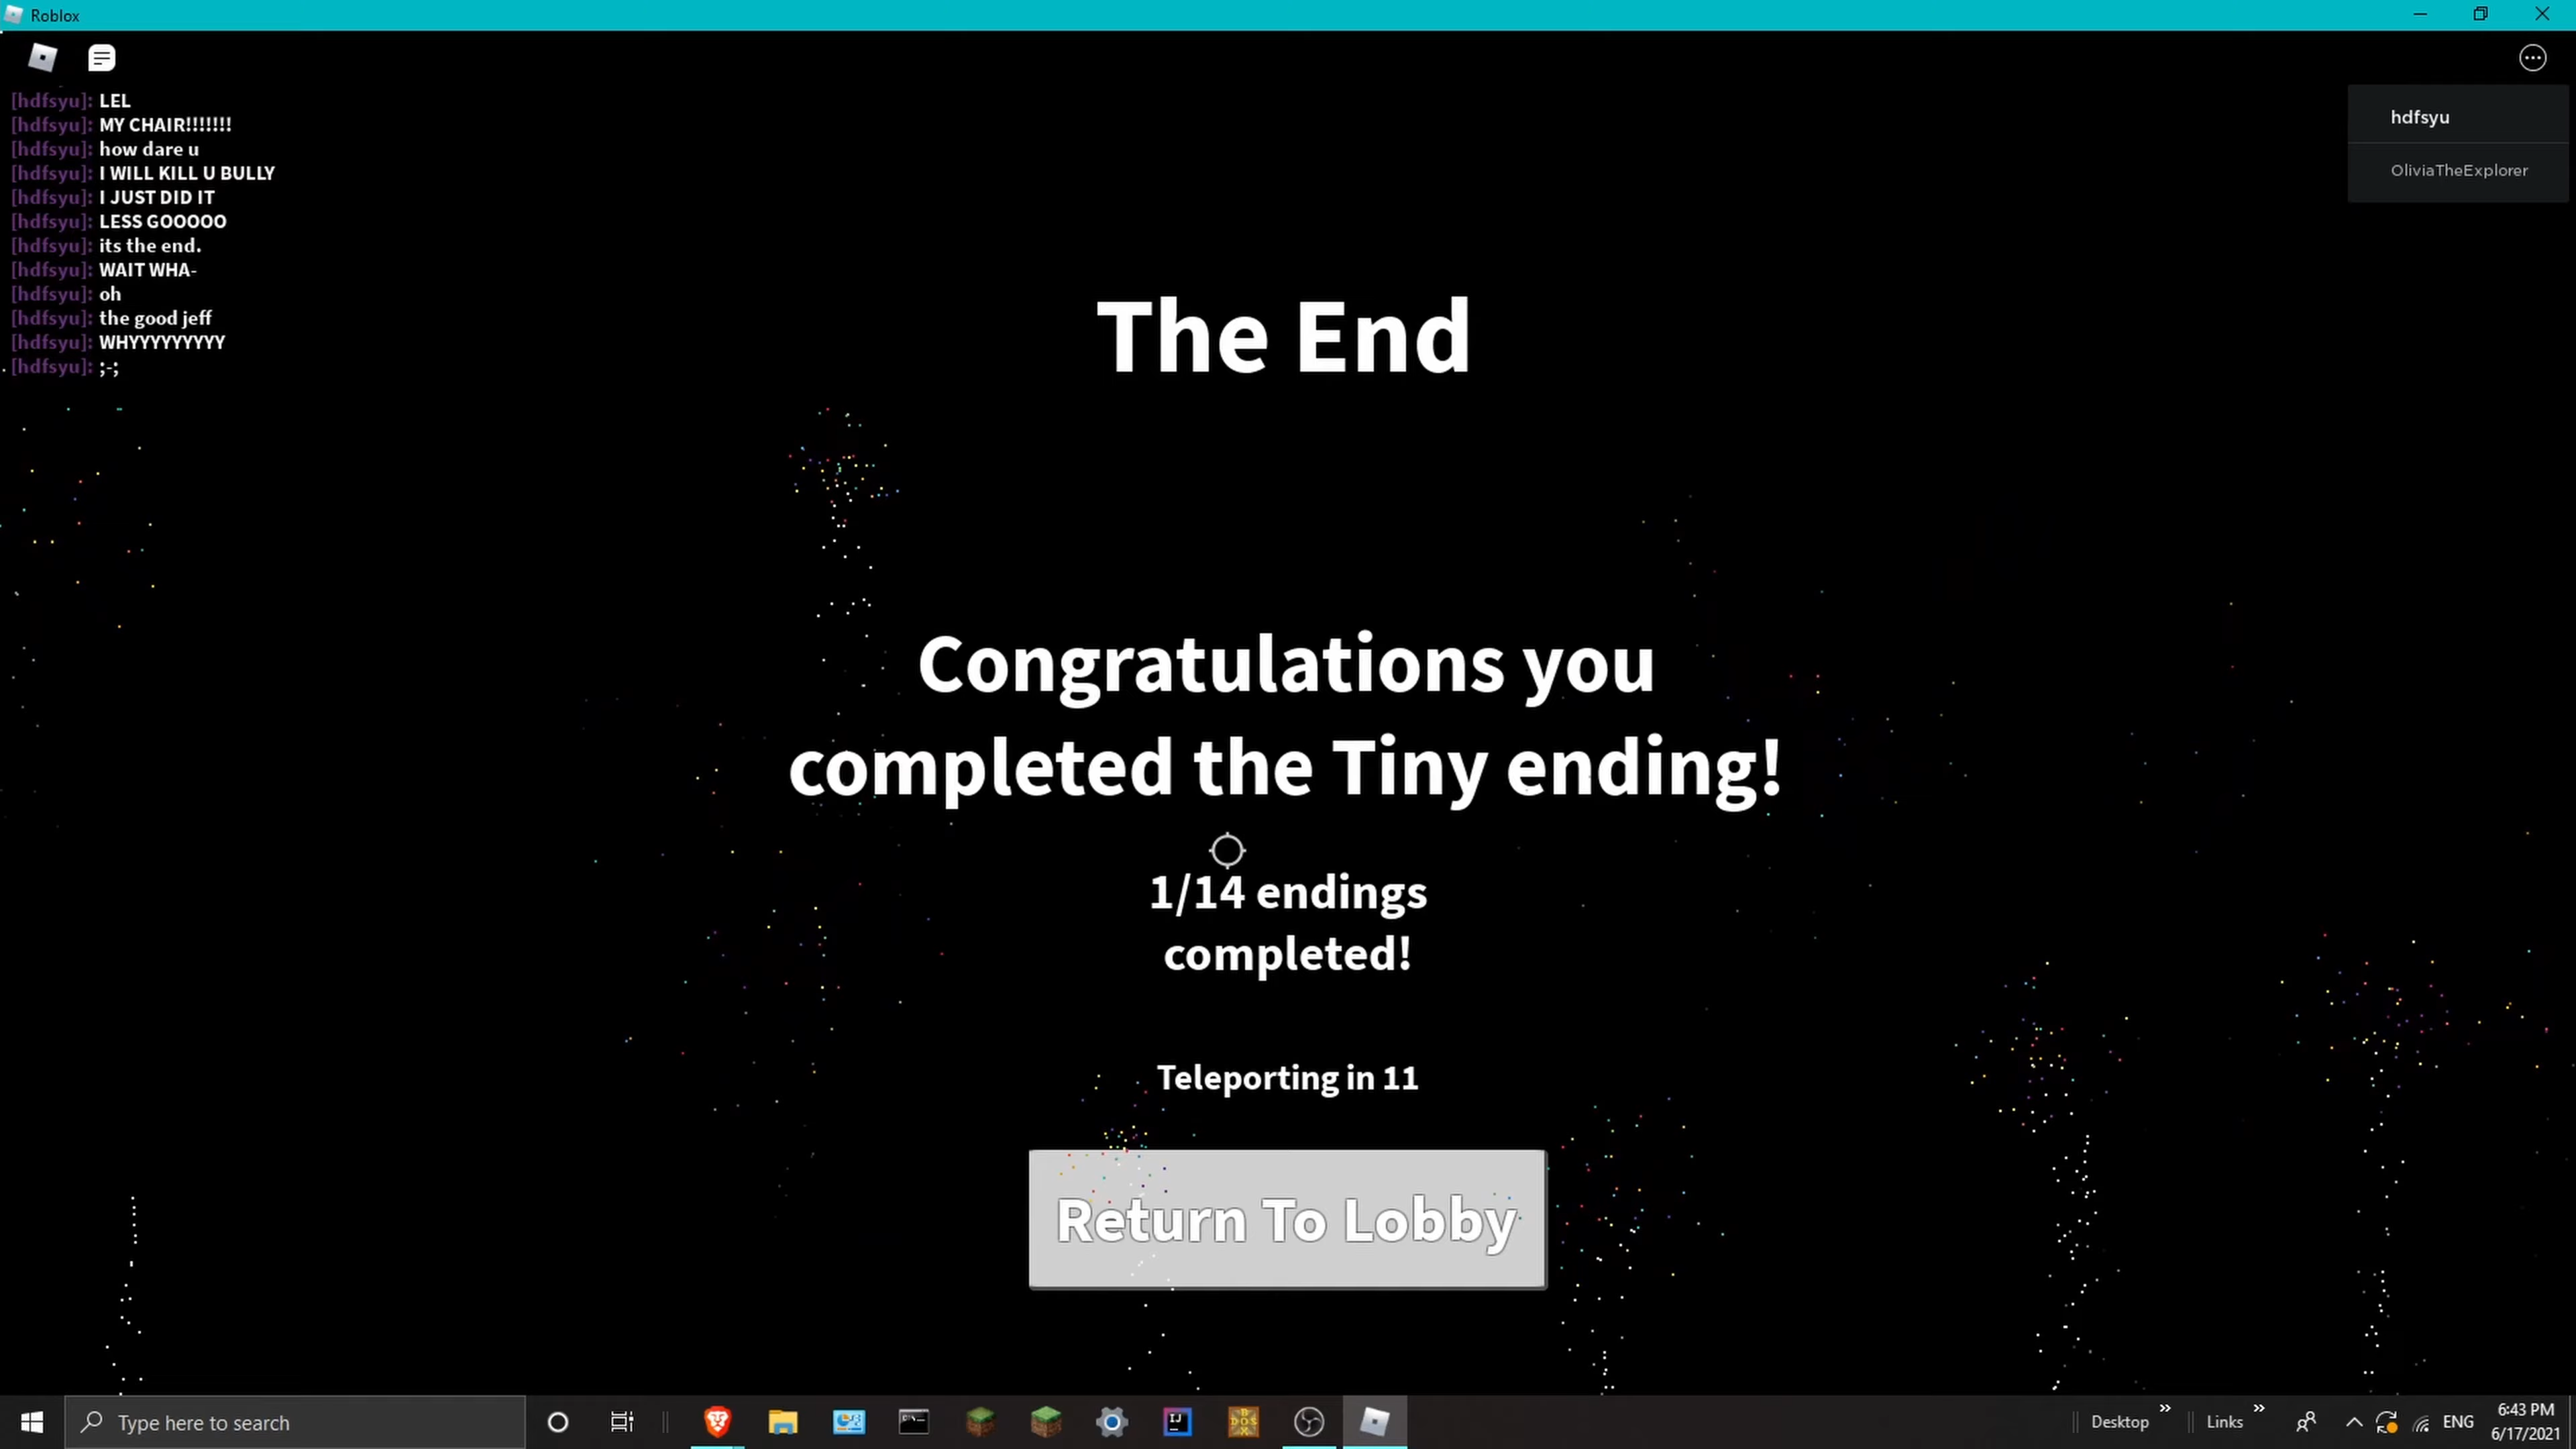 Roblox
[hdfsyu]: LEL
[hdfsyu]: MY CHAIR!!!!!!!
[hdfsyu]: how dare u
[hdfsyu]: I WILL KILL U BULLY
[hdfsyu]: I JUST DID IT
[hdfsyu]: LESS GOOOOO
[hdfsyu]: its the end.
[hdfsyu]: WAIT WHA-
[hdfsyu]: oh
[hdfsyu]: the good jeff
[hdfsyu]: WHYYYYYYYYY
[hdfsyu]: ;-;
hdfsyu
OliviaTheExplorer
The End
Congratulations you
completed the Tiny ending!
1/14 endings
completed!
Teleporting in 11
Return To Lobby
Type here to search
IJ
DOS
Desktop
Links
ENG
6:43 PM
6/17/2021